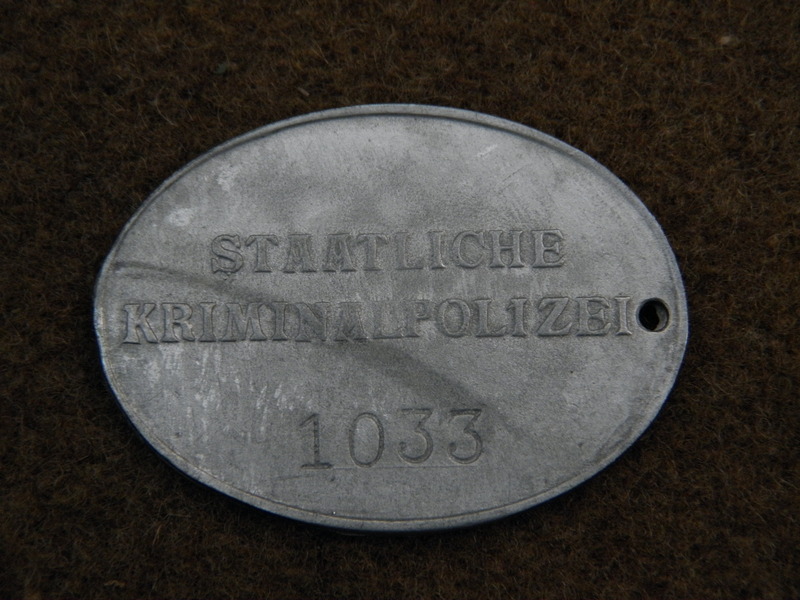 STAATLICHE
KRIMINALPOLIZEI
1033